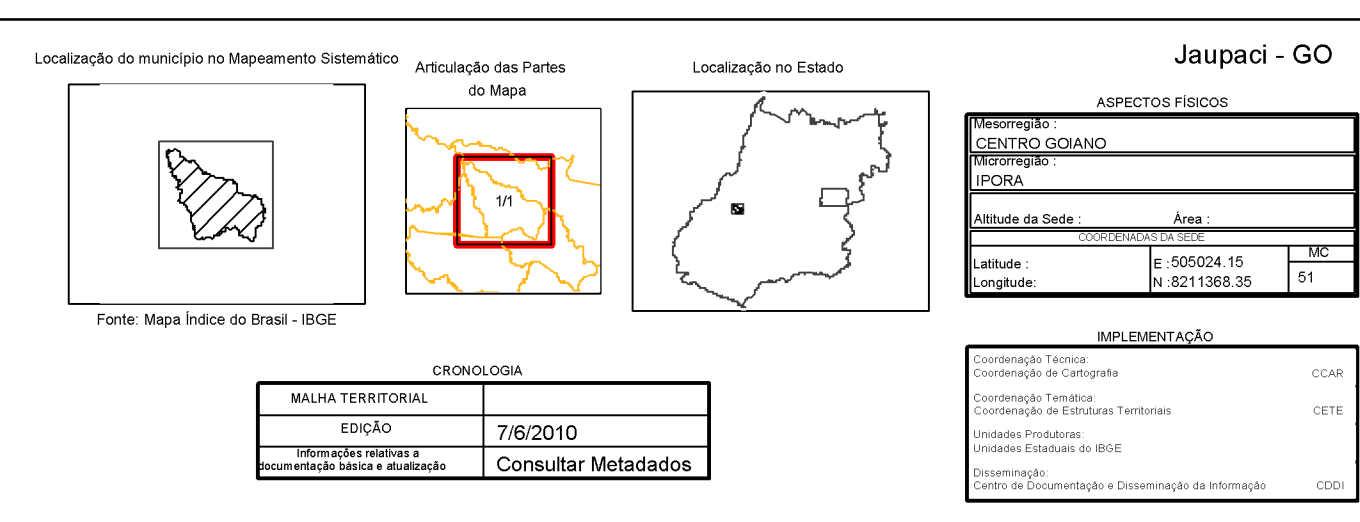 Localização do município no Mapeamento Sistemático
Fonte: Mapa Índice do Brasil - IBGE
Articulação das Partes
do Mapa
1/1
Localização no Estado
Jaupaci - GO
ASPECTOS FÍSICOS
Mesorregião :
CENTRO GOIANO
Microrregião :
IPORA
Altitude da Sede : Área :
COORDENADAS DA SEDE
Latitude : E :505024.15 MC
Longitude: N :8211368.35 51
CRONOLOGIA
MALHA TERRITORIAL
EDIÇÃO 7/6/2010
Informações relativas a
documentação básica e atualização Consultar Metadados
IMPLEMENTAÇÃO
Coordenação Técnica:
Coordenação de Cartografia CCAR
Coordenação Temática:
Coordenação de Estruturas Territoriais CETE
Unidades Produtoras:
Unidades Estaduais do IBGE
Disseminação:
Centro de Documentação e Disseminação da Informação CDDI